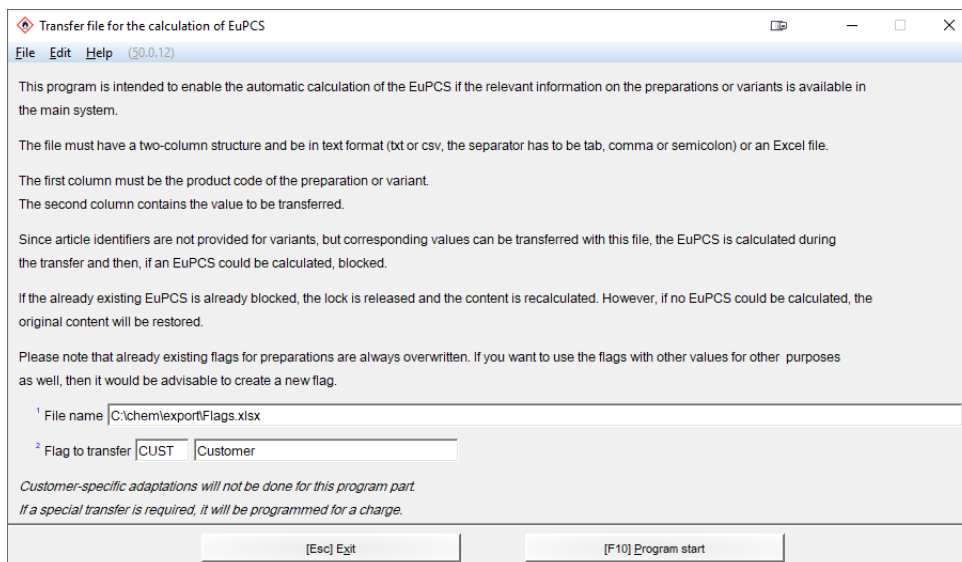 Transfer file for the calculation of EuPCS
File Edit Help (50.0.12)
This program is intended to enable the automatic calculation of the EuPCS if the relevant information on the preparations or variants is available in
the main system.
The file must have a two-column structure and be in text format (txt or csv, the separator has to be tab, comma or semicolon) or an Excel file.
The first column must be the product code of the preparation or variant.
The second column contains the value to be transferred.
Since article identifiers are not provided for variants, but corresponding values can be transferred with this file, the EuPCS is calculated during
the transfer and then, if an EuPCS could be calculated, blocked.
If the already existing EuPCS is already blocked, the lock is released and the content is recalculated. However, if no EuPCS could be calculated, the
original content will be restored.
Please note that already existing flags for preparations are always overwritten. If you want to use the flags with other values for other purposes
as well, then it would be advisable to create a new flag.
1 File name C:\chem\export\Flags.xlsx
2 Flag to transfer CUST Customer
Customer-specific adaptations will not be done for this program part.
If a special transfer is required, it will be programmed for a charge.
[Esc] Exit [F10] Program start